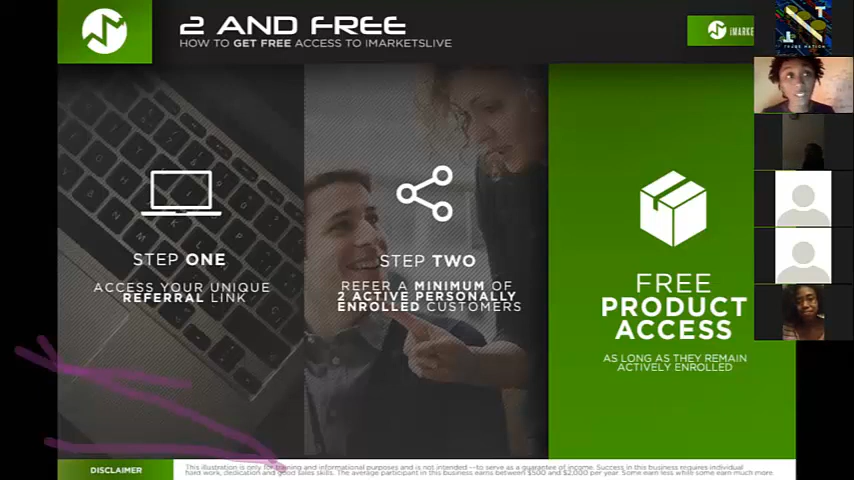 2 AND FREE
HOW TO GET FREE ACCESS TO IMARKETSLIVE
iMARKE
TRADE NATION
STEP ONE
ACCESS YOUR UNIQUE
REFERRAL LINK
STEP TWO
REFER A MINIMUM OF
2 ACTIVE PERSONALLY
ENROLLED CUSTOMERS
FREE
PRODUCT
ACCESS
AS LONG AS THEY REMAIN
ACTIVELY ENROLLED
DISCLAIMER
This illustration is only for training and informational purposes and is not intended --to serve as a guarantee of income. Success in this business requires individual
hard work, dedication and good sales skills. The average participant in this business earns between $500 and $2,000 per year. Some earn less while some earn much more.